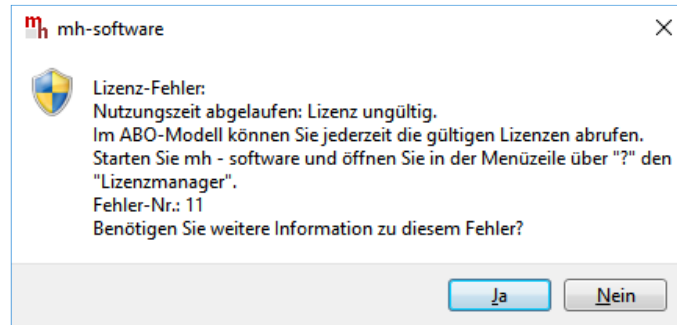 mh mh-software
Lizenz-Fehler:
Nutzungszeit abgelaufen: Lizenz ungültig.
Im ABO-Modell können Sie jederzeit die gültigen Lizenzen abrufen.
Starten Sie mh - software und öffnen Sie in der Menüzeile über "?" den
"Lizenzmanager".
Fehler-Nr.: 11
Benötigen Sie weitere Information zu diesem Fehler?
Ja
Nein